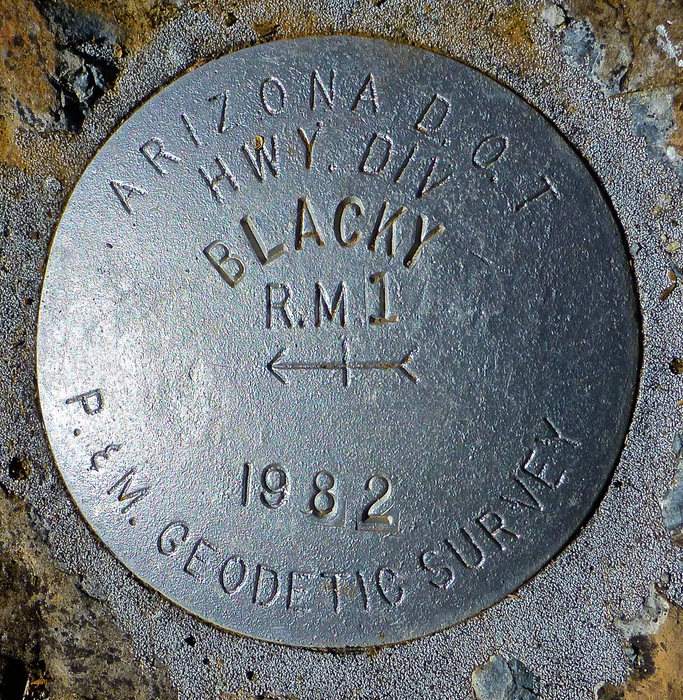 ARIZONA D.O.T
HWY. DIV
BLACKY
R.M.1
1982
P. & M. GEODETIC SURVEY